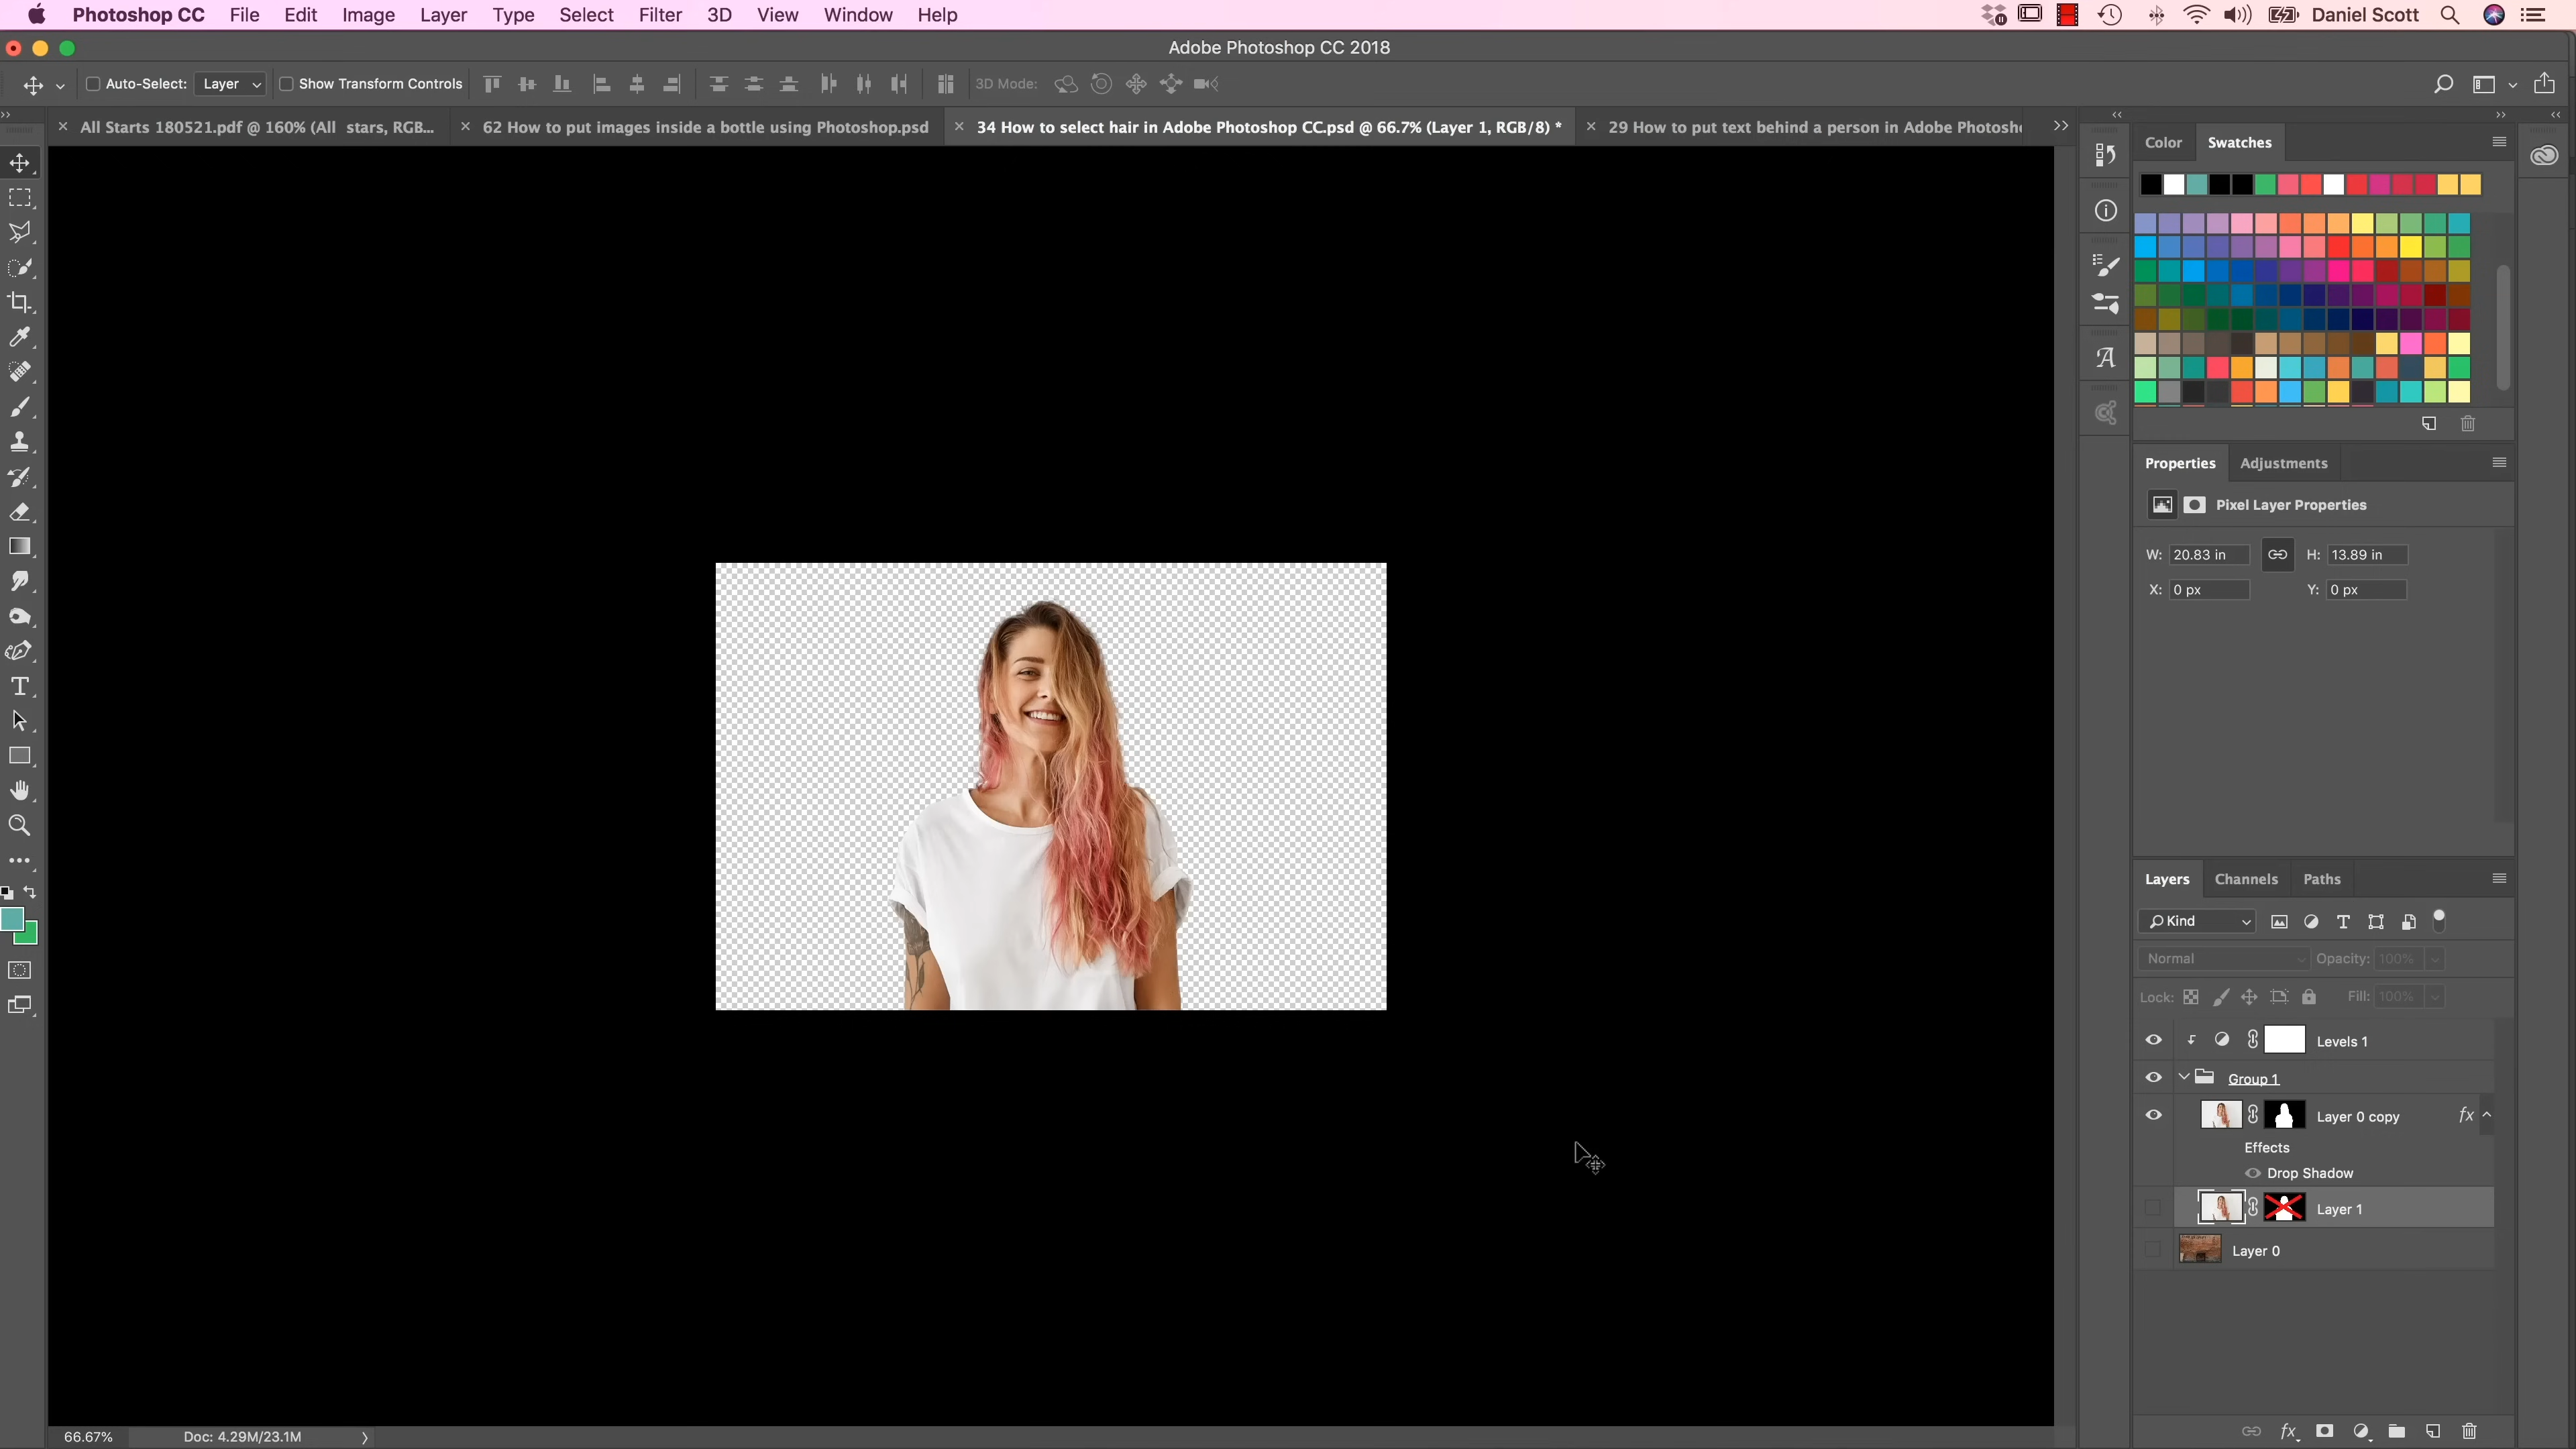 Photoshop CC File Edit Image Layer Type Select Filter 3D View Window Help Daniel Scott
Adobe Photoshop CC 2018
Auto-Select: Layer Show Transform Controls 3D Mode:
All Starts 180521.pdf @ 160% (All stars, RGB... 62 How to put images inside a bottle using Photoshop.psd 34 How to select hair in Adobe Photoshop CC.psd @ 66.7% (Layer 1, RGB/8) * 29 How to put text behind a person in Adobe Photosh
Color Swatches
Properties Adjustments
Pixel Layer Properties
W: 20.83 in H: 13.89 in
X: 0 px Y: 0 px
Layers Channels Paths
Kind
Normal Opacity: 100%
Lock: Fill: 100%
Levels 1
Group 1
Layer 0 copy fx
Effects
Drop Shadow
Layer 1
Layer 0
66.67% Doc: 4.29M/23.1M
fx